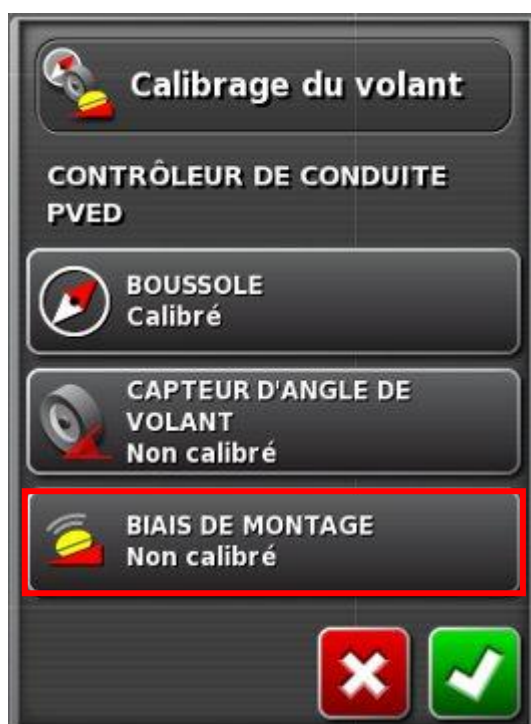 Calibrage du volant
CONTRÔLEUR DE CONDUITE
PVED
BOUSSOLE
Calibré
CAPTEUR D'ANGLE DE
VOLANT
Non calibré
BIAIS DE MONTAGE
Non calibré